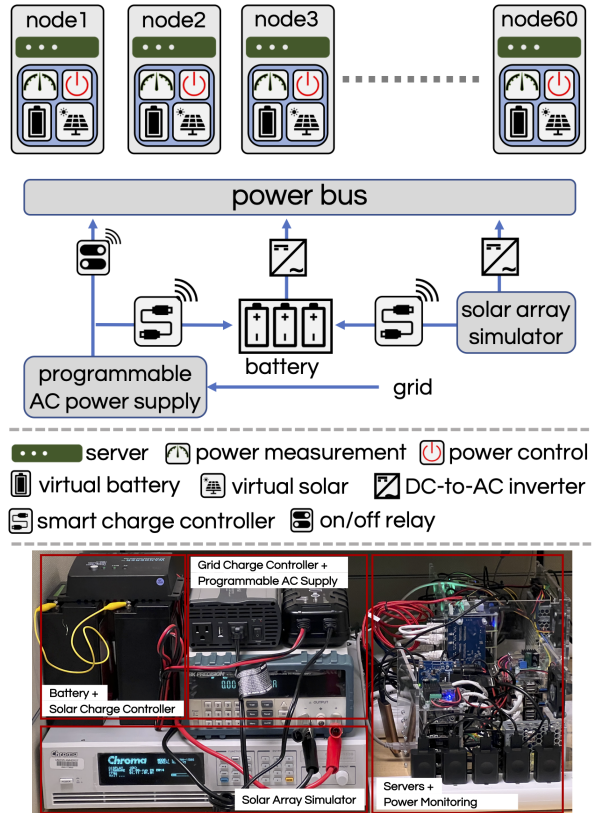 node1
node2
node3
node60
power bus
solar array
simulator
battery
programmable
AC power supply
grid
server
power measurement
power control
virtual battery
virtual solar
DC-to-AC inverter
smart charge controller
on/off relay
Grid Charge Controller +
Programmable AC Supply
Battery +
Solar Charge Controller
Chroma
Chroma
Solar Array Simulator
Servers +
Power Monitoring